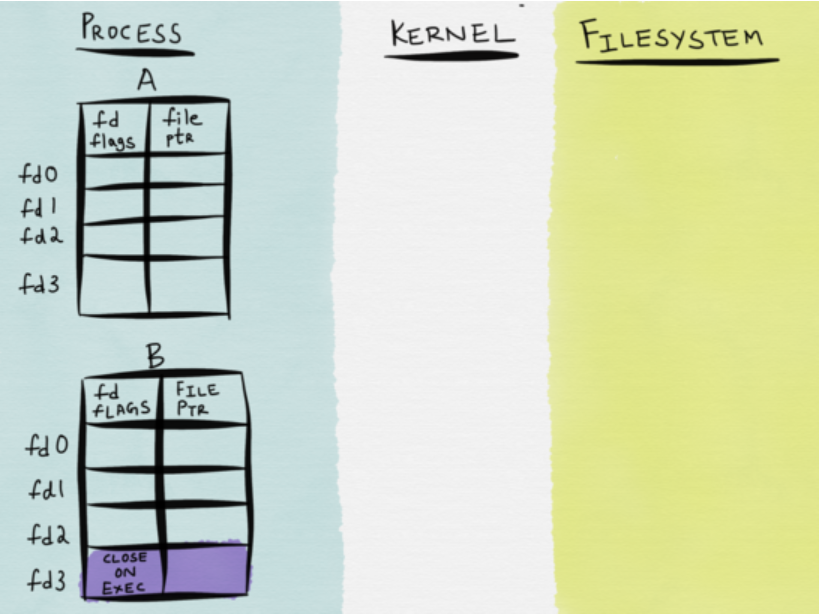 PROCESS
KERNEL
FILESYSTEM
A
fd
flags
file
ptr
fd0
fd1
fd2
fd3
B
fd
fLAGS
FILE
PTR
fd0
fd1
fd2
fd3
CLOSE
ON
EXEC